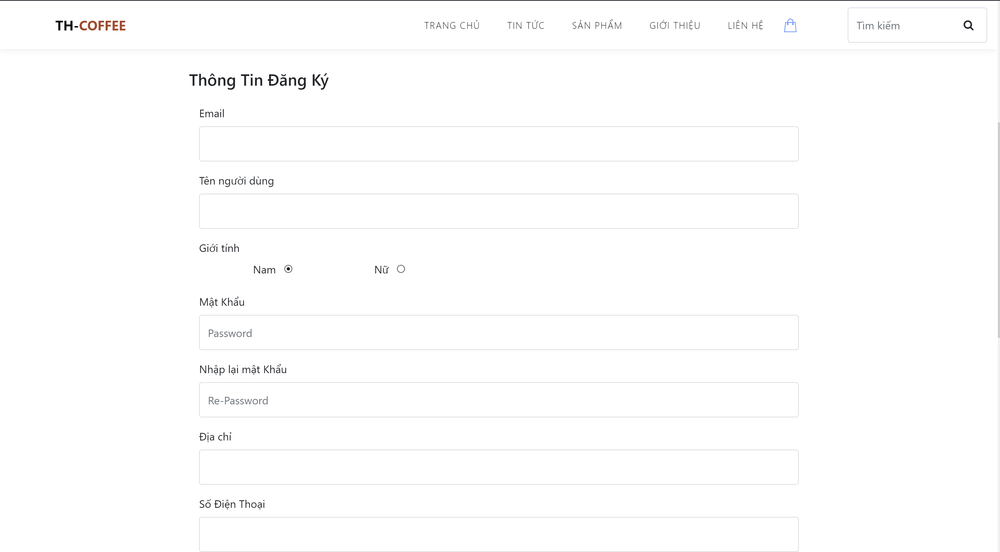 TH-COFFEE TRANG CHỦ TIN TỨC SẢN PHẨM GIỚI THIỆU LIÊN HỆ Tìm kiếm
Thông Tin Đăng Ký
Email
Tên người dùng
Giới tính
Nam Nữ
Mật Khẩu
Password
Nhập lại mật Khẩu
Re-Password
Địa chỉ
Số Điện Thoại